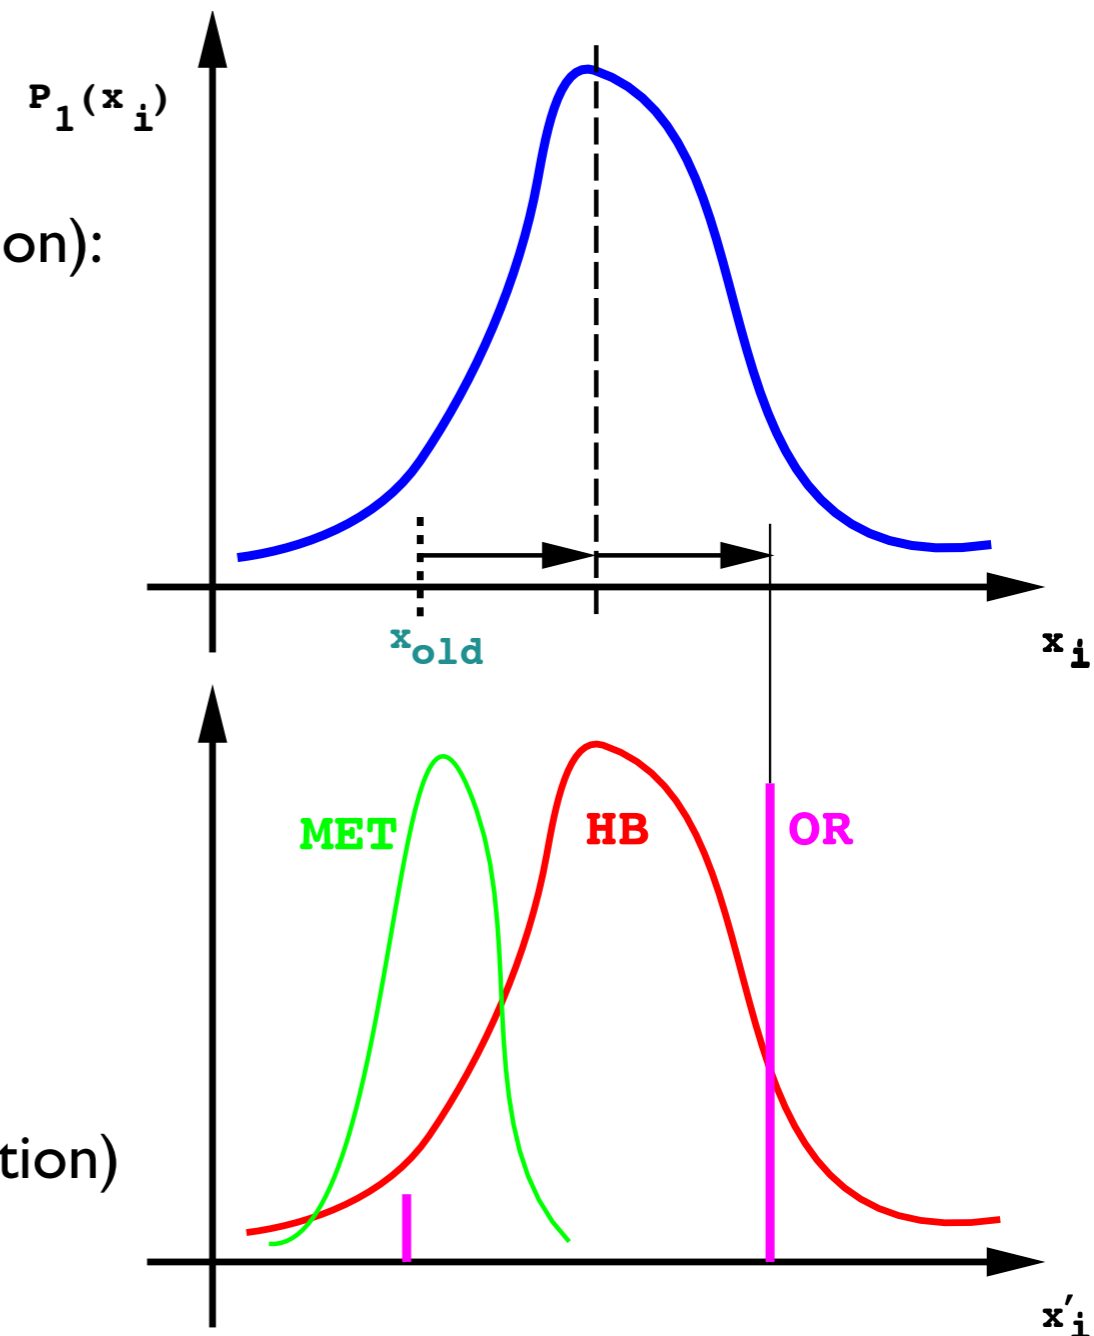 P1(xi)
on):
xold
xi
MET
HB
OR
tion)
x′i